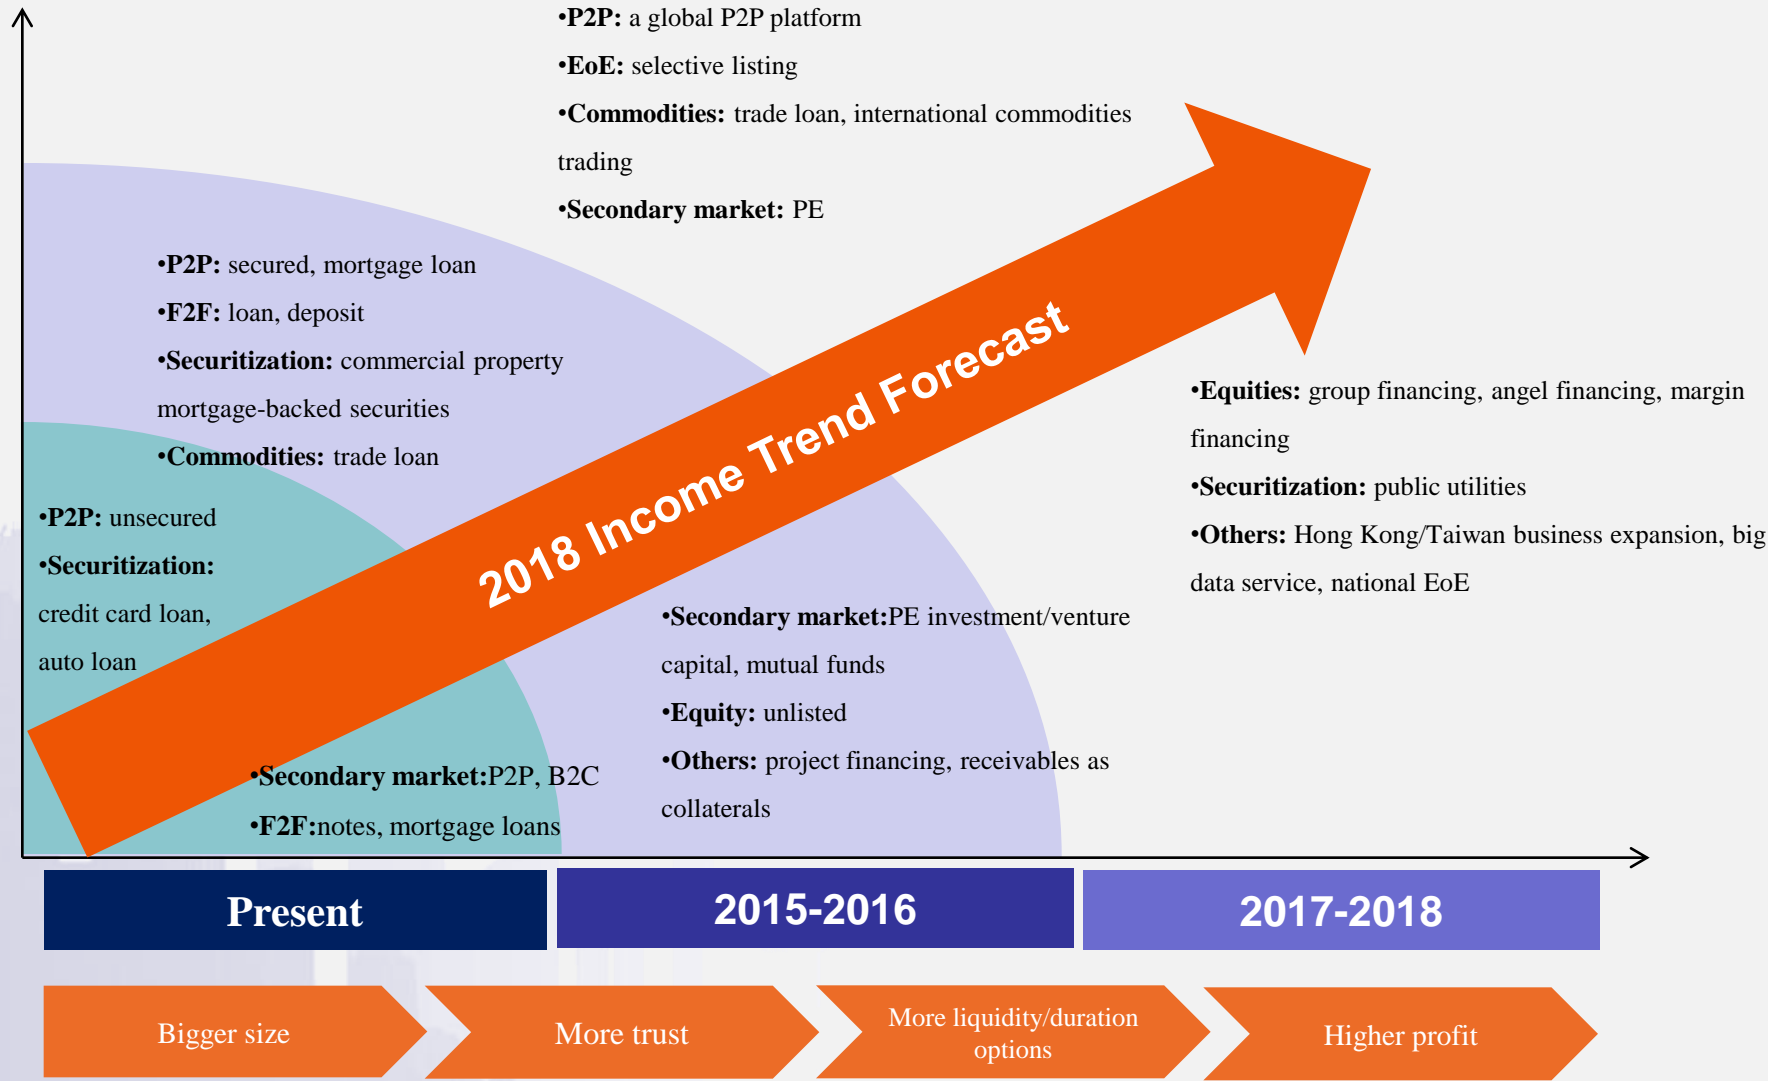 •P2P: a global P2P platform
•EoE: selective listing
•Commodities: trade loan, international commodities
trading
•Secondary market: PE
•P2P: secured, mortgage loan
•F2F: loan, deposit
•Securitization: commercial property
mortgage-backed securities
•Commodities: trade loan
•P2P: unsecured
•Securitization:
credit card loan,
auto loan
2018 Income Trend Forecast
•Equities: group financing, angel financing, margin
financing
•Securitization: public utilities
•Others: Hong Kong/Taiwan business expansion, big
data service, national EoE
•Secondary market:PE investment/venture
capital, mutual funds
•Equity: unlisted
•Others: project financing, receivables as
collaterals
•Secondary market:P2P, B2C
•F2F:notes, mortgage loans
Present
2015-2016
2017-2018
Bigger size
More trust
More liquidity/duration
options
Higher profit